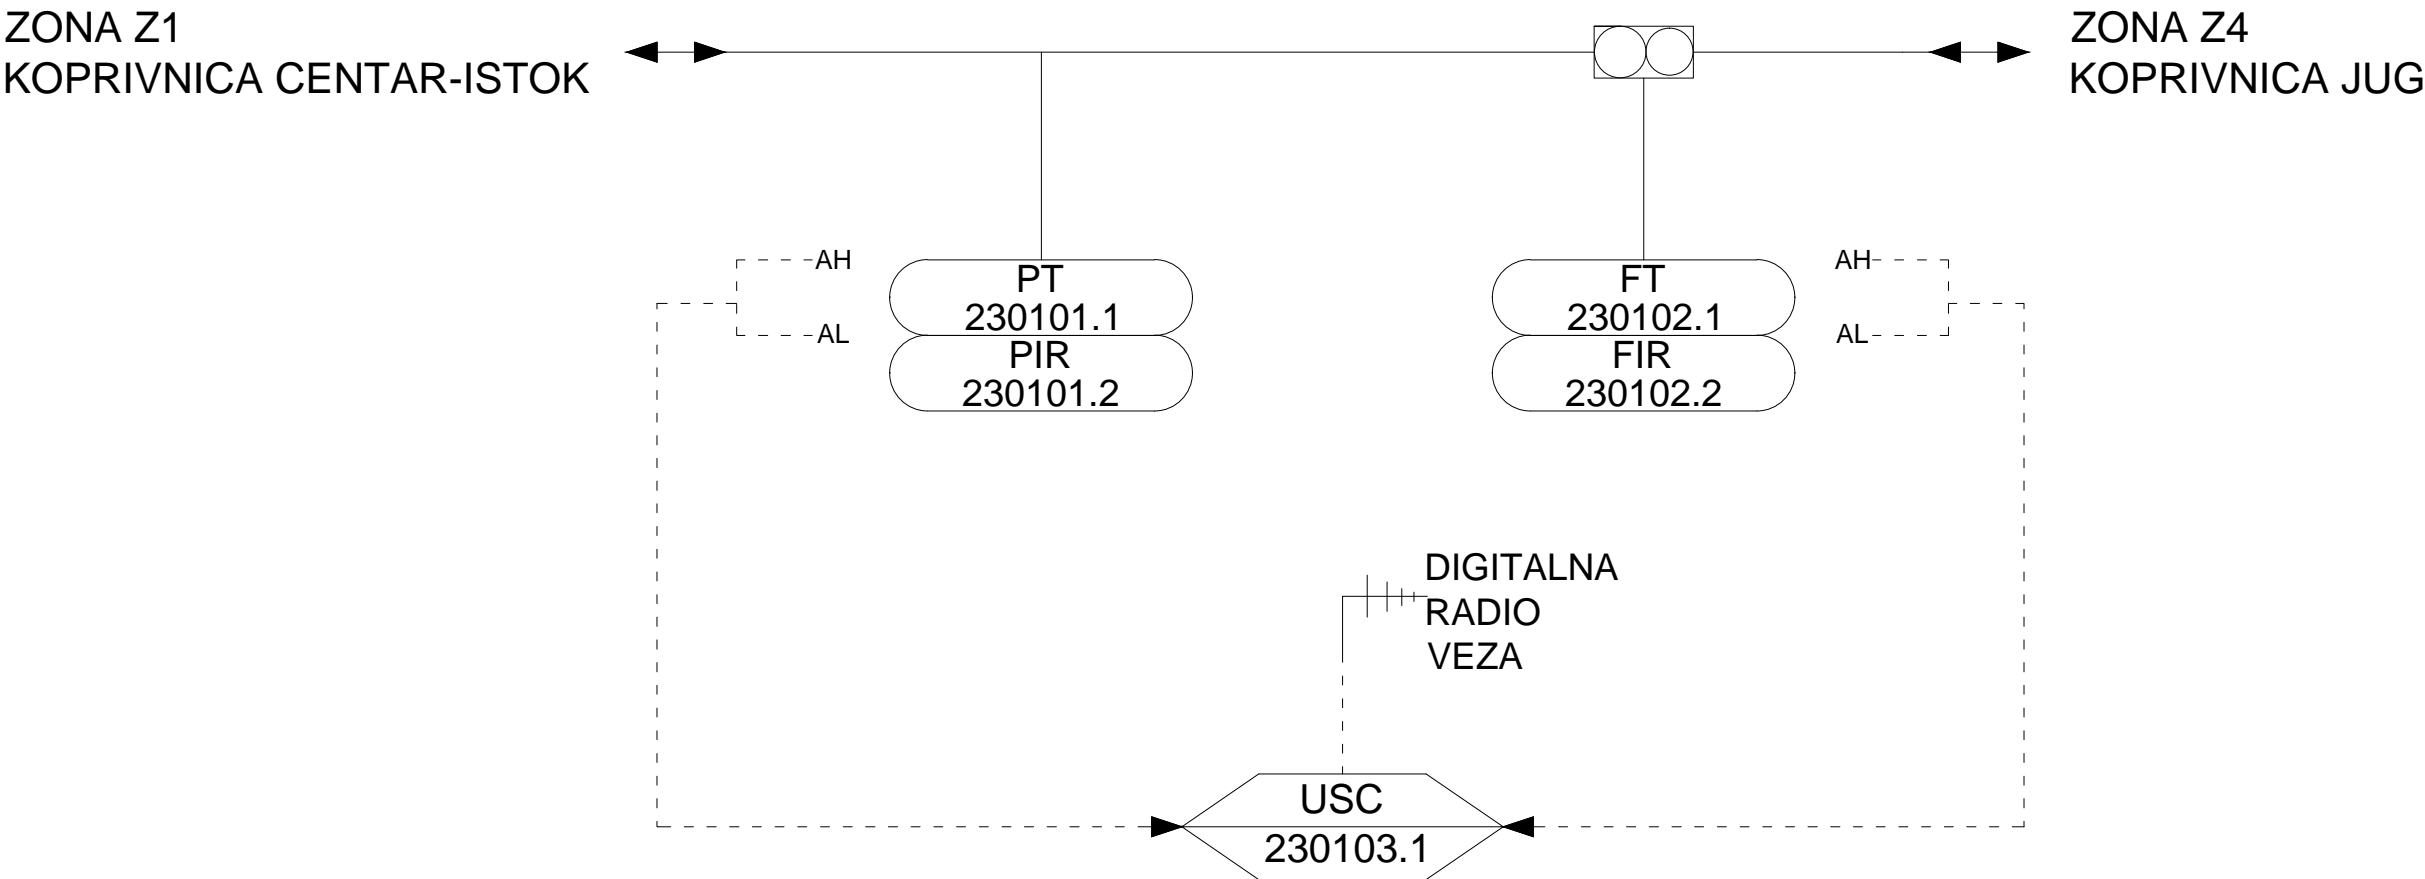 ZONA Z1
KOPRIVNICA CENTAR-ISTOK
ZONA Z4
KOPRIVNICA JUG
AH
AL
PT
230101.1
PIR
230101.2
FT
230102.1
FIR
230102.2
AH
AL
DIGITALNA
RADIO
VEZA
USC
230103.1